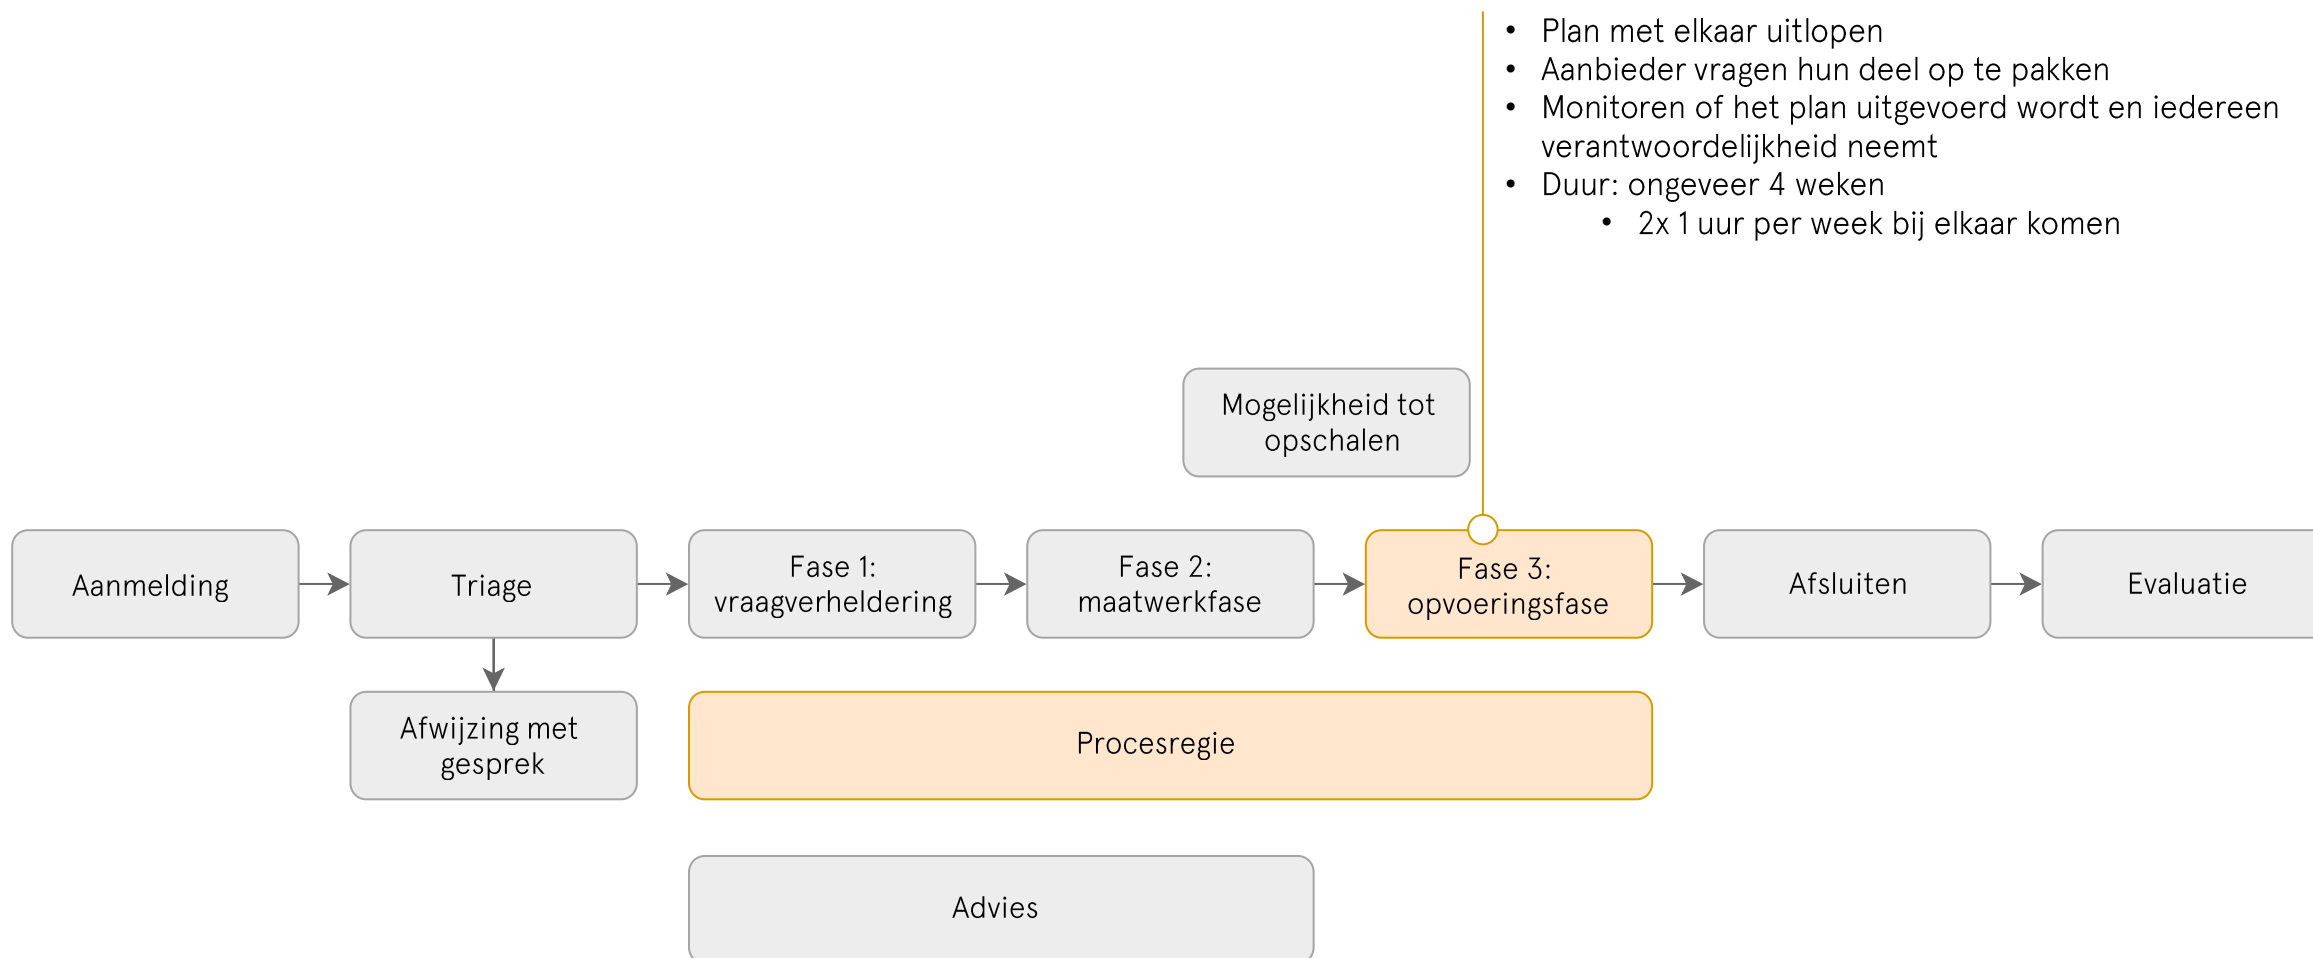 • Plan met elkaar uitlopen
• Aanbieder vragen hun deel op te pakken
• Monitoren of het plan uitgevoerd wordt en iedereen
verantwoordelijkheid neemt
• Duur: ongeveer 4 weken
• 2x 1 uur per week bij elkaar komen
Mogelijkheid tot
opschalen
Aanmelding
Triage
Fase 1:
vraagverheldering
Fase 2:
maatwerkfase
Fase 3:
opvoeringsfase
Afsluiten
Evaluatie
Afwijzing met
gesprek
Procesregie
Advies